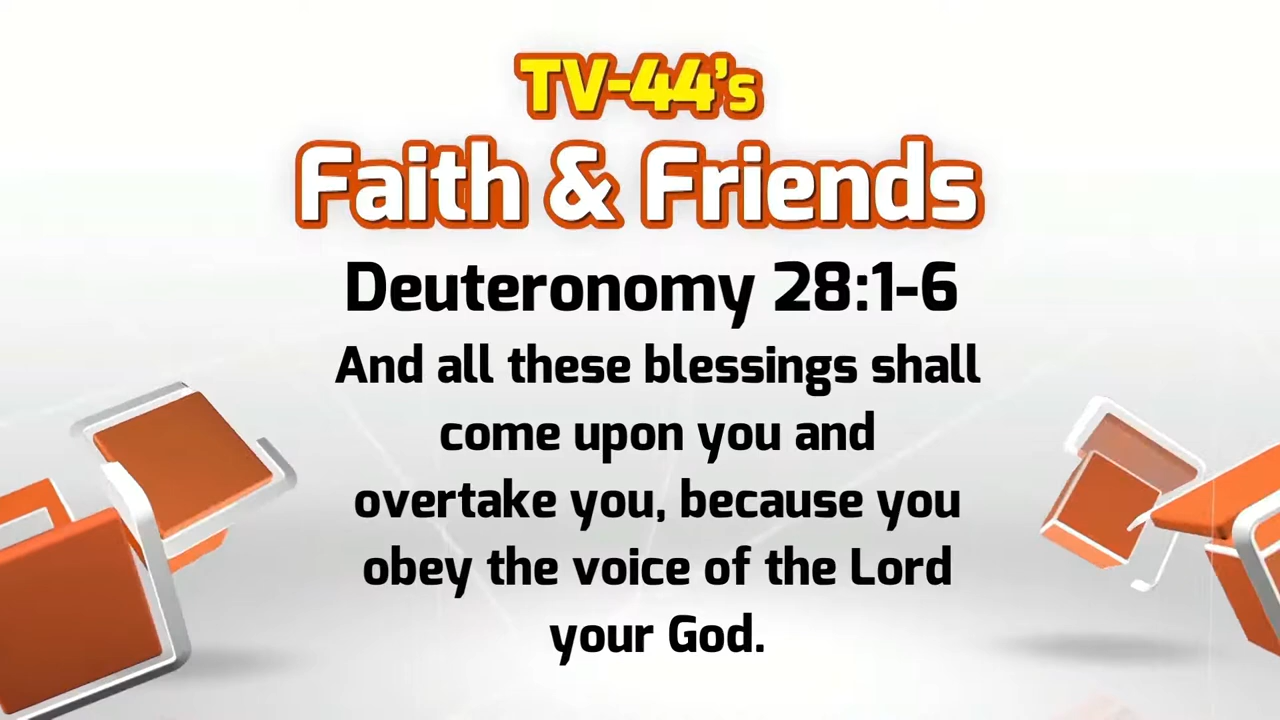 TV-44's
Faith & Friends
Deuteronomy 28:1-6
And all these blessings shall
come upon you and
overtake you, because you
obey the voice of the Lord
your God.